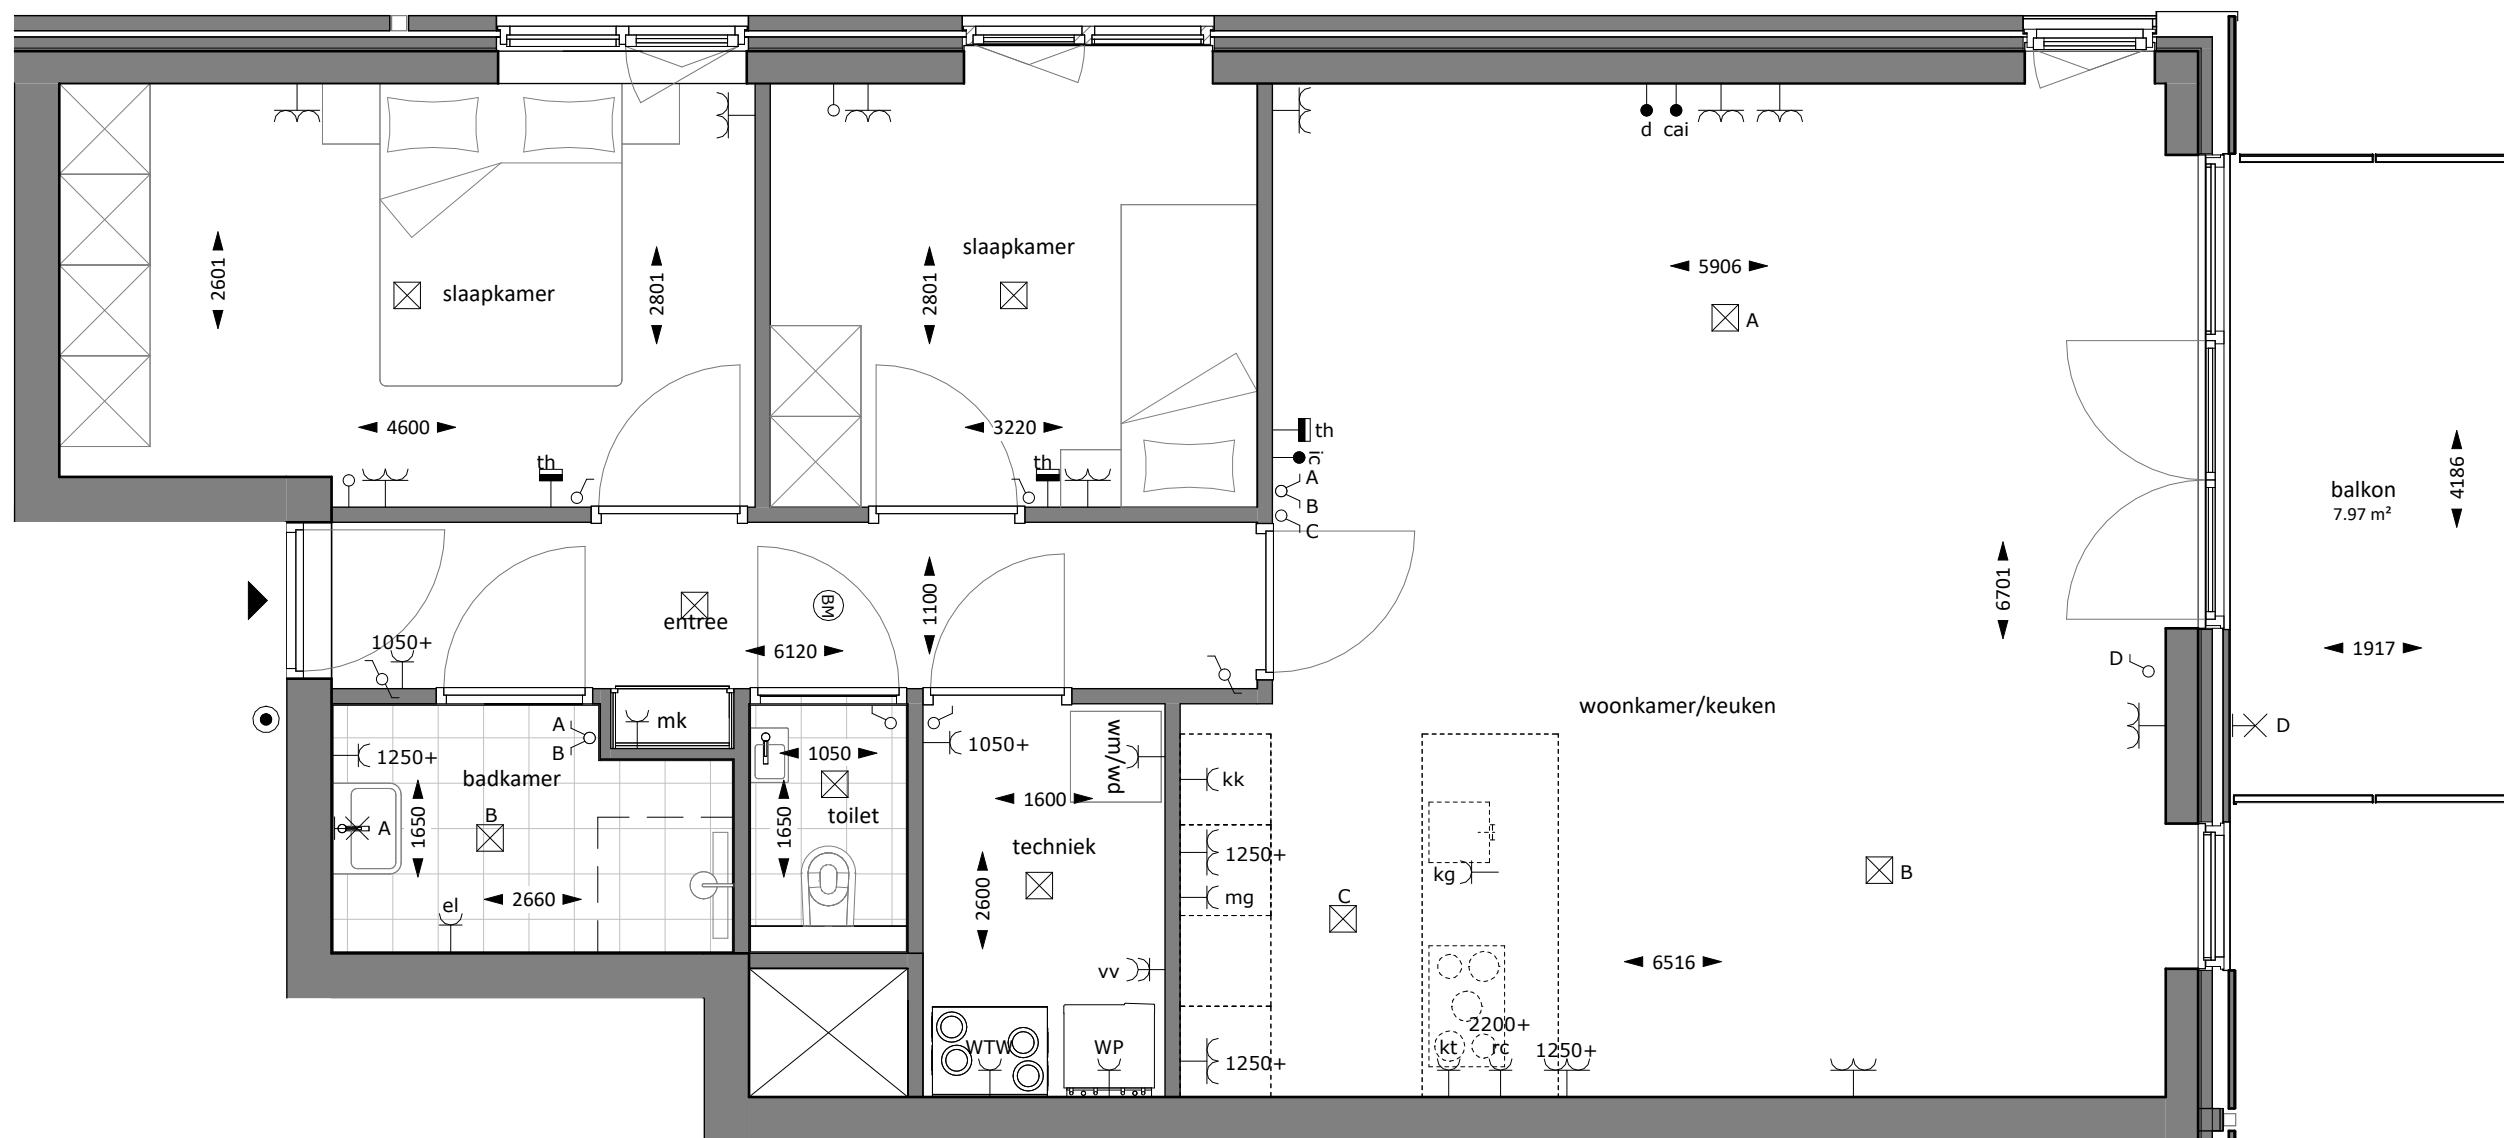 d cai
slaapkamer
slaapkamer
2601
2801
2801
5906
A
4600
3220
th
th
th
ic
A
B
C
balkon
7.97 m²
4186
6701
1917
1100
BM
entree
6120
1050+
D
D
woonkamer/keuken
A
B
mk
1250+
badkamer
1050
1050+
wm/wd
kk
1650
A
B
1650
toilet
1600
techniek
1250+
mg
kg
C
B
el
2660
2600
vv
6516
WTW
WP
1250+
2200+
kt
rc
1250+